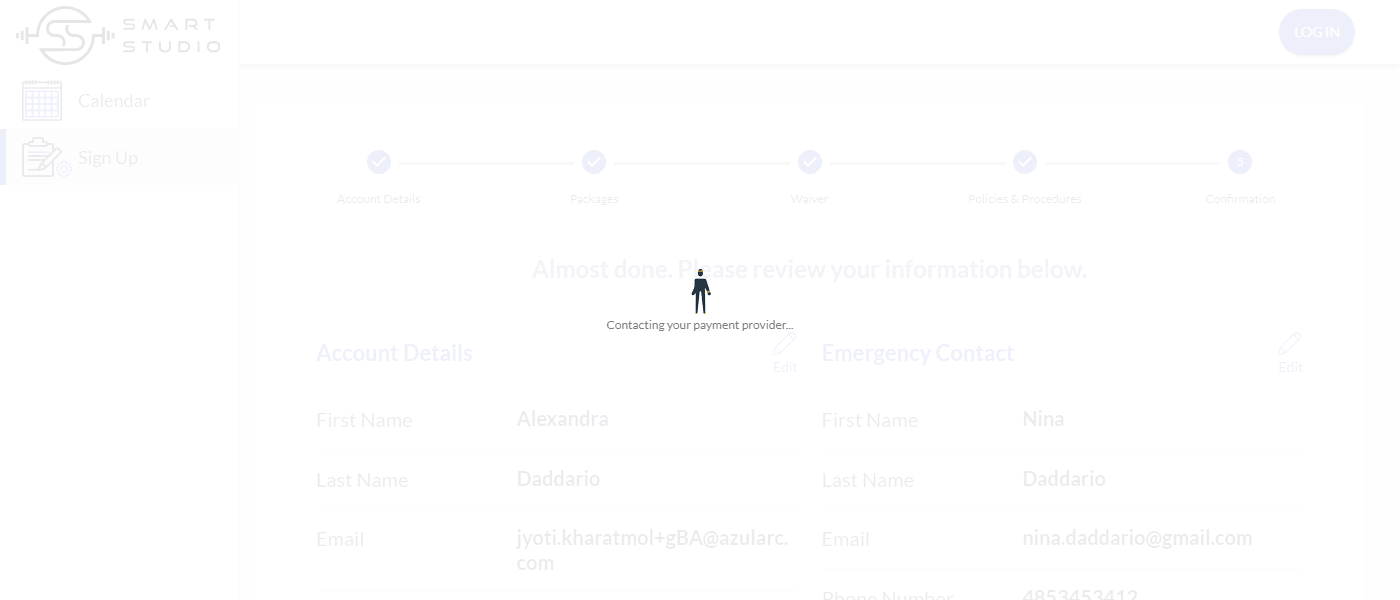 SMART
STUDIO
LOG IN
Calendar
Sign Up
5
Account Details
Packages
Waiver
Policies & Procedures
Confirmation
Almost done. Please review your information below.
Contacting your payment provider...
Account Details
Edit
Emergency Contact
Edit
First Name
Alexandra
First Name
Nina
Last Name
Daddario
Last Name
Daddario
Email
jyoti.kharatmol+gBA@azularc.
com
Email
nina.daddario@gmail.com
Phone Number
4853453412